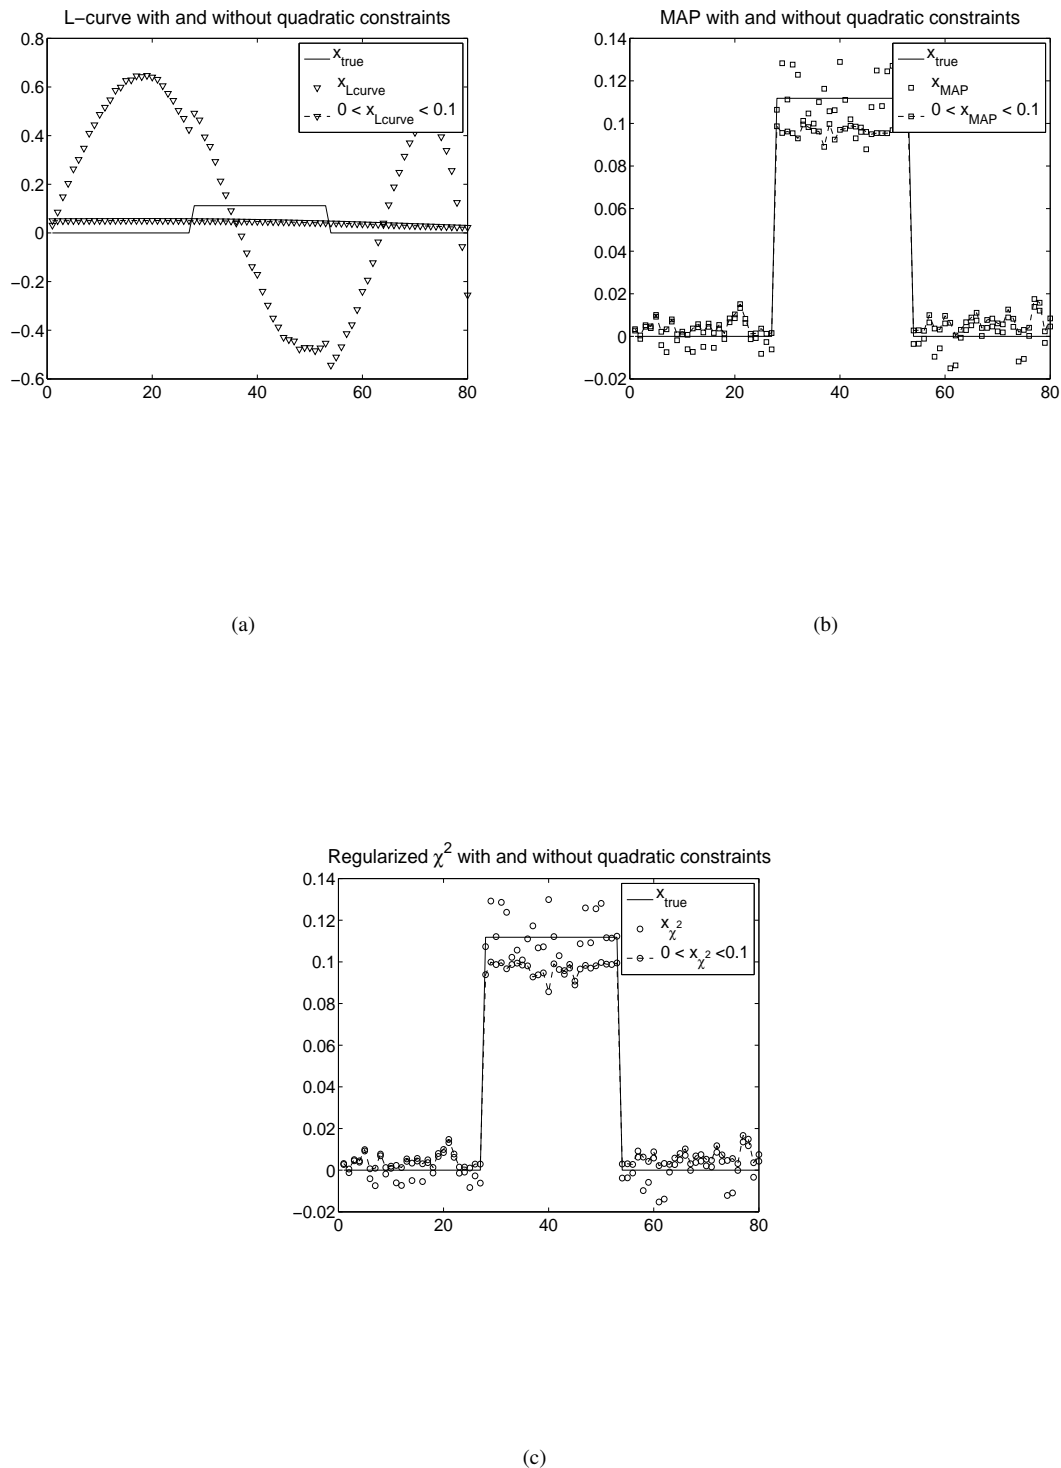 L−curve with and without quadratic constraints
0.8
0.6
0.4
0.2
0
−0.2
−0.4
−0.6
0 20 40 60 80
x_true
x_Lcurve
0 < x_Lcurve < 0.1
(a)
MAP with and without quadratic constraints
0.14
0.12
0.1
0.08
0.06
0.04
0.02
0
−0.02
0 20 40 60 80
x_true
x_MAP
0 < x_MAP < 0.1
(b)
Regularized χ² with and without quadratic constraints
0.14
0.12
0.1
0.08
0.06
0.04
0.02
0
−0.02
0 20 40 60 80
x_true
x_χ²
0 < x_χ² <0.1
(c)